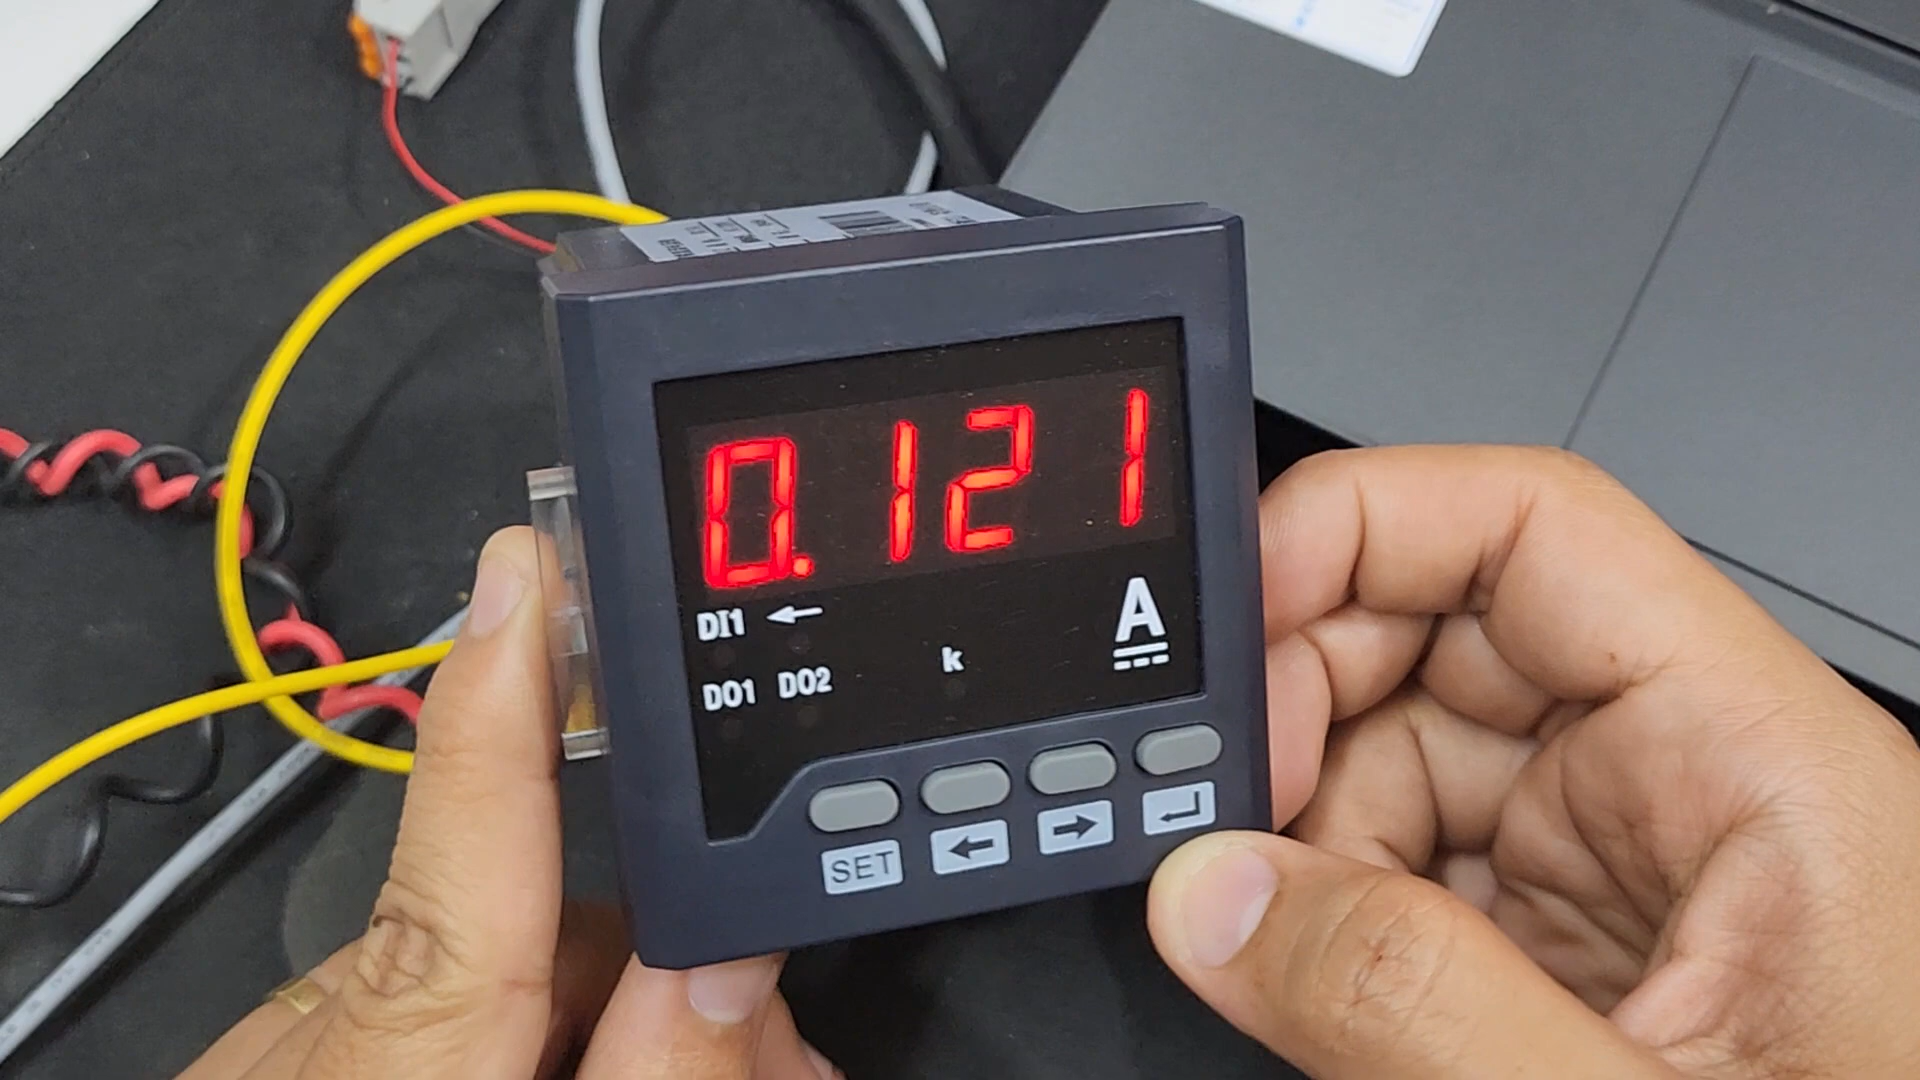 0.121
DI1 ←
A
DO1 DO2
k
SET ← → ↵